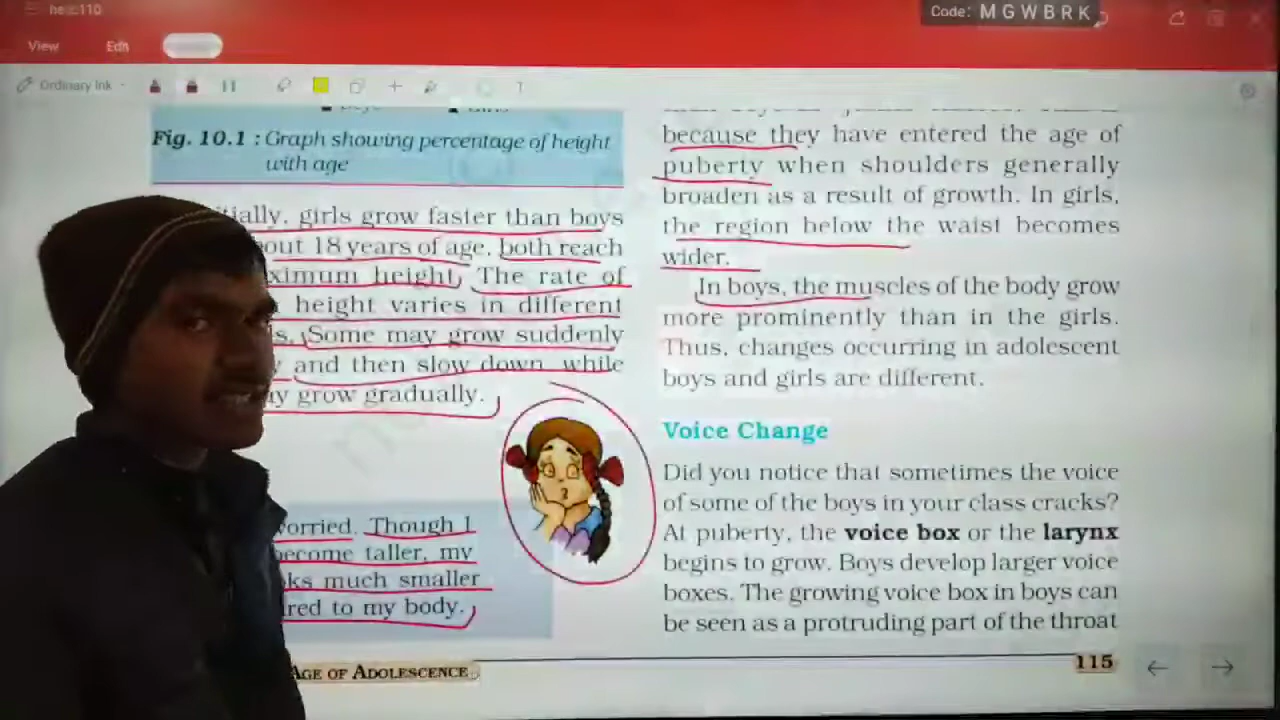 he 110
Code: M G W B R K
View Edit
Ordinary Ink
Fig. 10.1 : Graph showing percentage of height
with age
girls grow faster than boys
18 years of age, both reach
height. The rate of
height varies in different
Some may grow suddenly
and then slow down, while
grow gradually.
Though I
become taller, my
much smaller
to my body.
AGE OF ADOLESCENCE
because they have entered the age of
puberty when shoulders generally
broaden as a result of growth. In girls,
the region below the waist becomes
wider.
In boys, the muscles of the body grow
more prominently than in the girls.
Thus, changes occurring in adolescent
boys and girls are different.
Voice Change
Did you notice that sometimes the voice
of some of the boys in your class cracks?
At puberty, the voice box or the larynx
begins to grow. Boys develop larger voice
boxes. The growing voice box in boys can
be seen as a protruding part of the throat
115